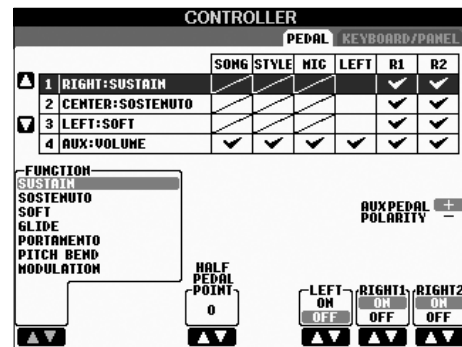 CONTROLLER
PEDAL KEYBOARD/PANEL
SONG STYLE MIC LEFT R1 R2
1 RIGHT:SUSTAIN
2 CENTER:SOSTENUTO
3 LEFT:SOFT
4 AUX:VOLUME
FUNCTION
SUSTAIN
SOSTENUTO
SOFT
GLIDE
PORTAMENTO
PITCH BEND
MODULATION
AUX PEDAL +
POLARITY −
HALF
PEDAL
POINT
0
LEFT RIGHT1 RIGHT2
ON ON ON
OFF OFF OFF